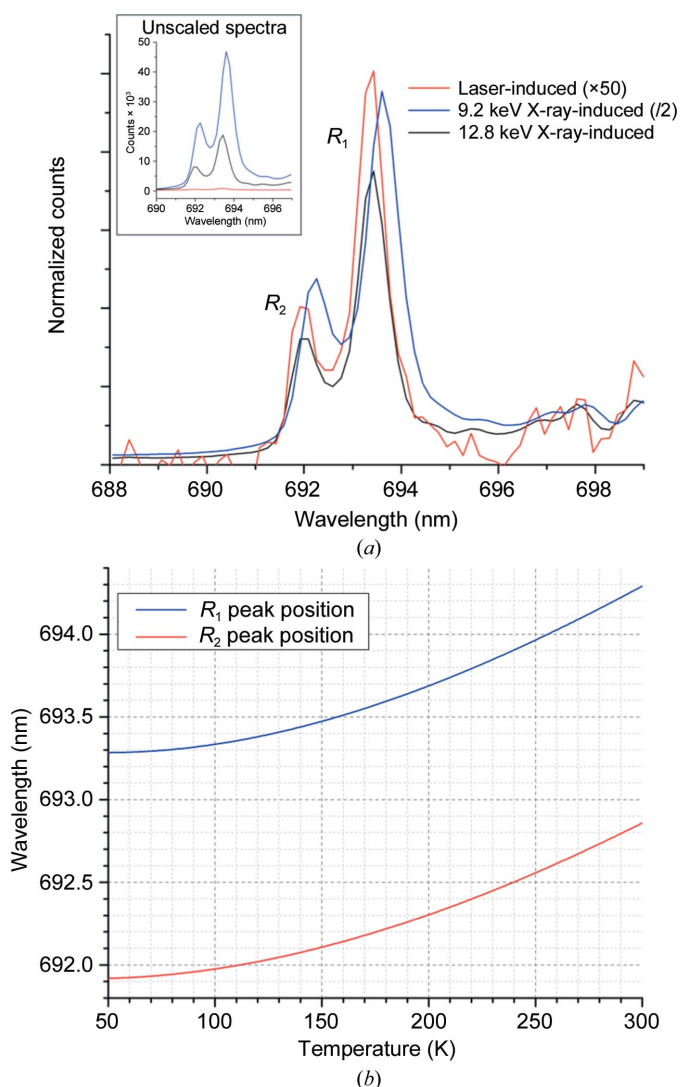 Unscaled spectra
50
40
30
20
10
0
Counts × 10³
690 692 694 696
Wavelength (nm)
Laser-induced (×50)
9.2 keV X-ray-induced (/2)
12.8 keV X-ray-induced
R₁
R₂
Normalized counts
688 690 692 694 696 698
Wavelength (nm)
(a)
R₁ peak position
R₂ peak position
694.0
693.5
693.0
692.5
692.0
Wavelength (nm)
50 100 150 200 250 300
Temperature (K)
(b)